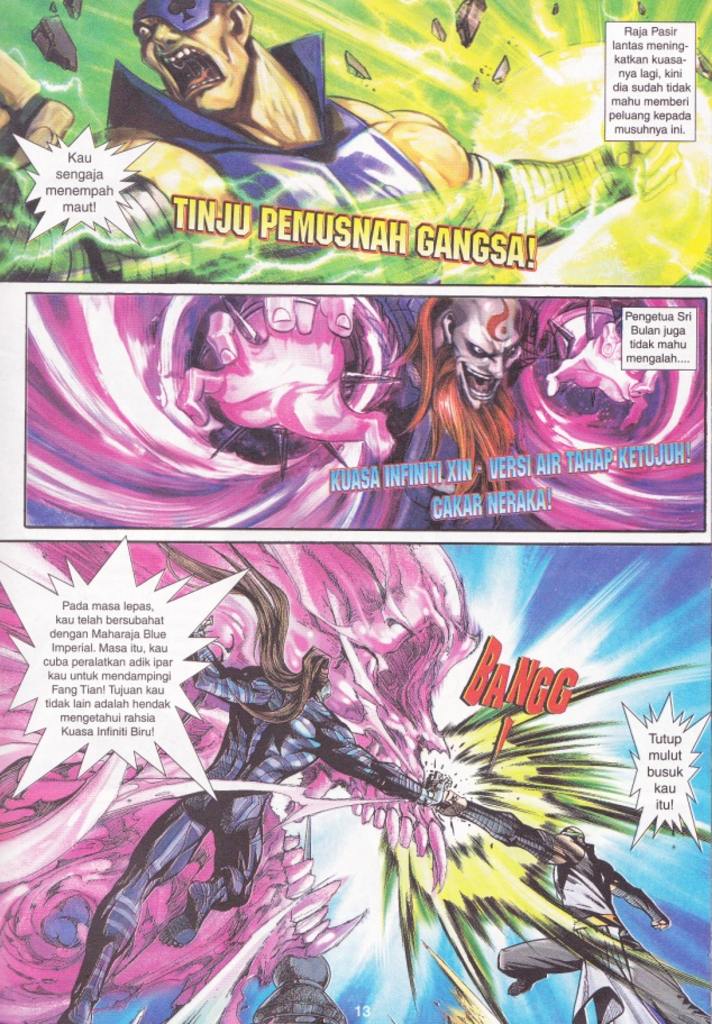 Raja Pasir
lantas mening-
katkan kuasa-
nya lagi, kini
dia sudah tidak
mahu memberi
peluang kepada
musuhnya ini.
Kau
sengaja
menempah
maut!
TINJU PEMUSNAH GANGSA!
Pengetua Sri
Bulan juga
tidak mahu
mengalah....
KUASA INFINITI XIN - VERSI AIR TAHAP KETUJUH!
CAKAR NERAKA!
Pada masa lepas,
kau telah bersubahat
dengan Maharaja Blue
Imperial. Masa itu, kau
cuba peralatkan adik ipar
kau untuk mendampingi
Fang Tian! Tujuan kau
tidak lain adalah hendak
mengetahui rahsia
Kuasa Infiniti Biru!
BANGG
!
Tutup
mulut
busuk
kau
itu!
13